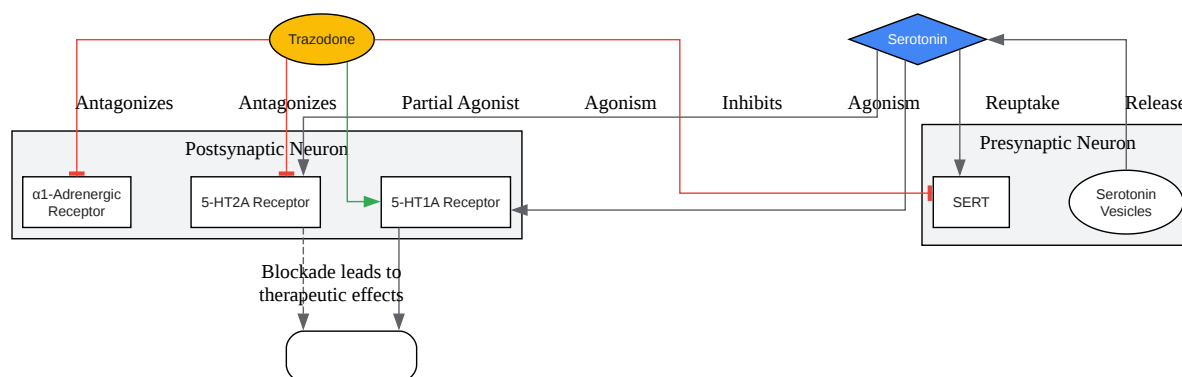 Trazodone
Serotonin
Antagonizes
Antagonizes
Partial Agonist
Agonism
Inhibits
Agonism
Reuptake
Release
Postsynaptic Neuron
Presynaptic Neuron
α1-Adrenergic
Receptor
5-HT2A Receptor
5-HT1A Receptor
SERT
Serotonin
Vesicles
Blockade leads to
therapeutic effects